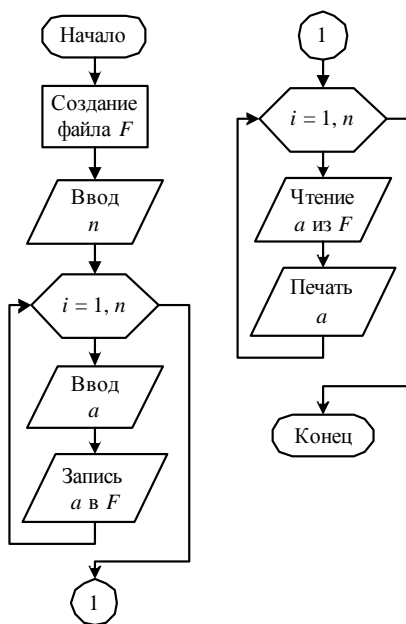 Начало
Создание
файла F
Ввод
n
i = 1, n
Ввод
a
Запись
a в F
1
1
i = 1, n
Чтение
a из F
Печать
a
Конец